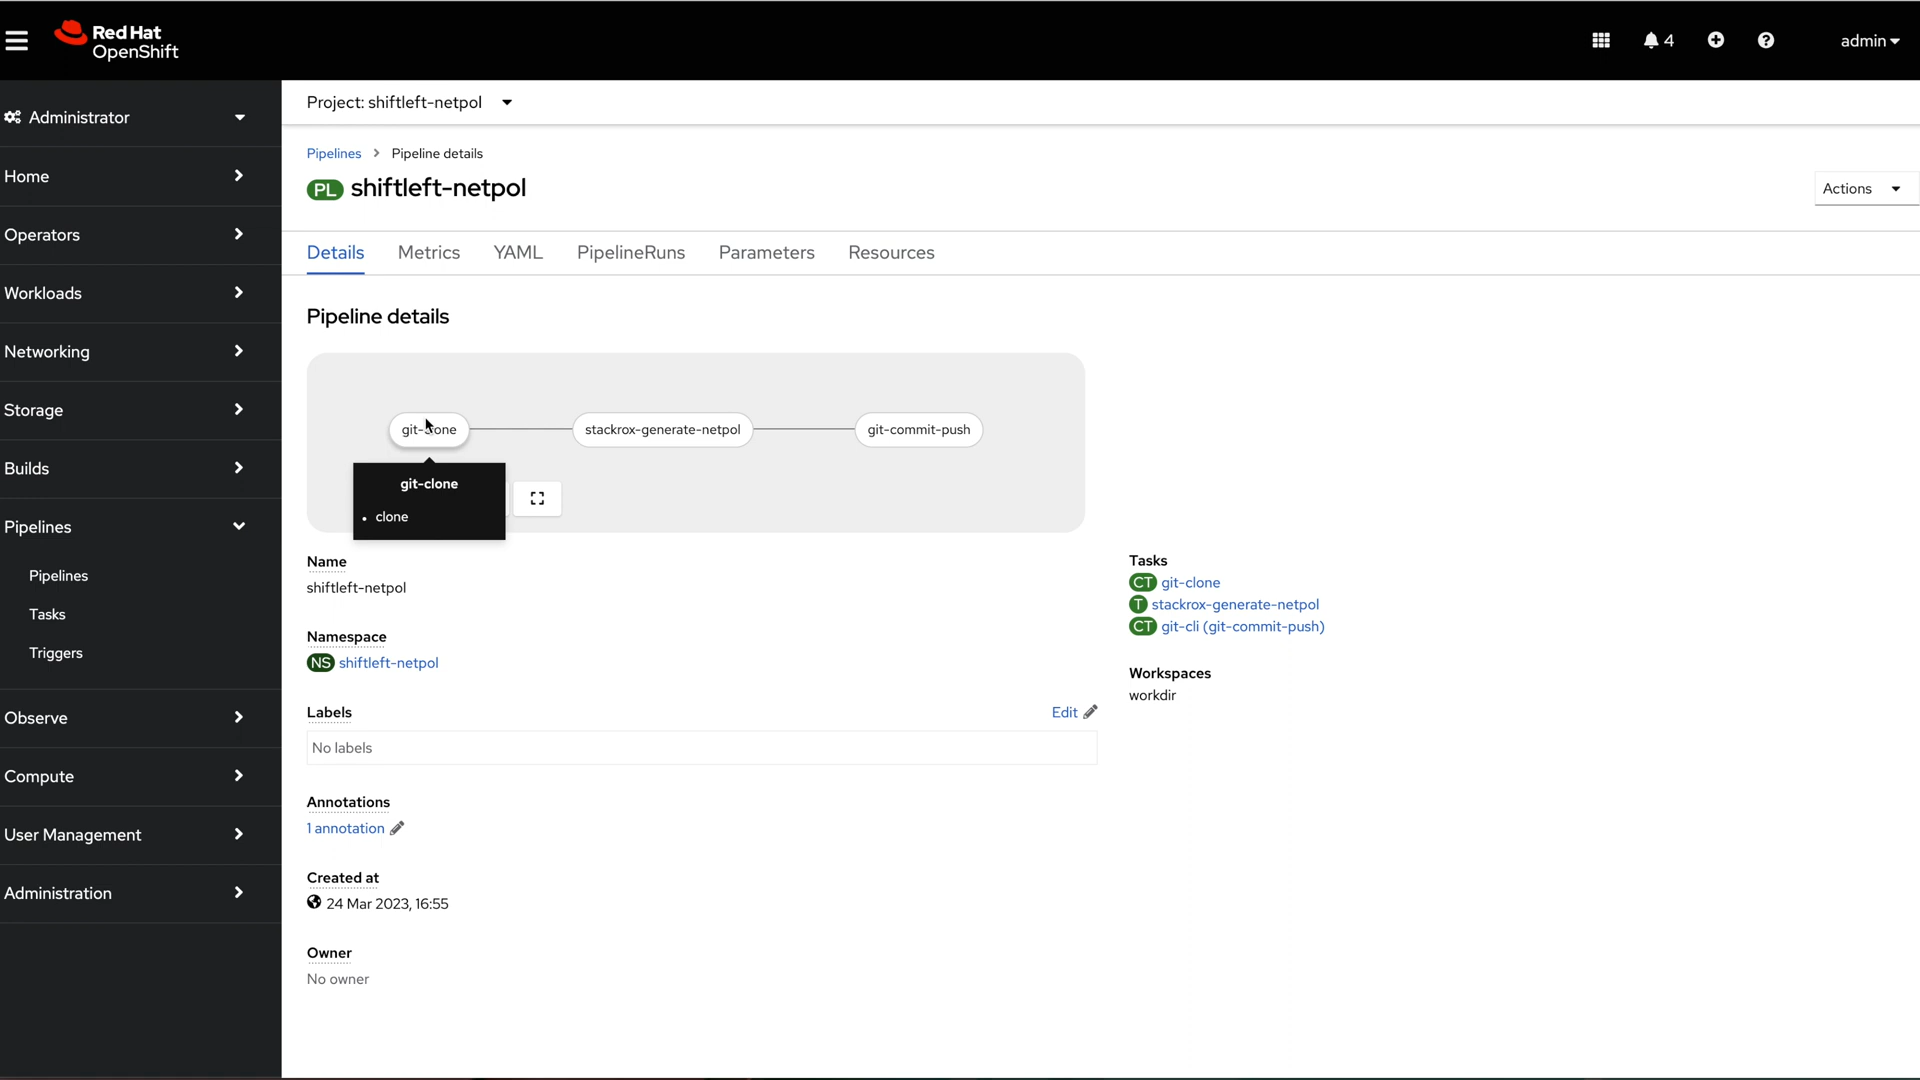 Red Hat
OpenShift
4
admin
Administrator
Home
Operators
Workloads
Networking
Storage
Builds
Pipelines
Pipelines
Tasks
Triggers
Observe
Compute
User Management
Administration
Project: shiftleft-netpol
Pipelines > Pipeline details
PL shiftleft-netpol
Actions
Details Metrics YAML PipelineRuns Parameters Resources
Pipeline details
git-clone stackrox-generate-netpol git-commit-push
git-clone
• clone
Name
shiftleft-netpol
Namespace
NS shiftleft-netpol
Labels
Edit
No labels
Annotations
1 annotation
Created at
24 Mar 2023, 16:55
Owner
No owner
Tasks
CT git-clone
T stackrox-generate-netpol
CT git-cli (git-commit-push)
Workspaces
workdir